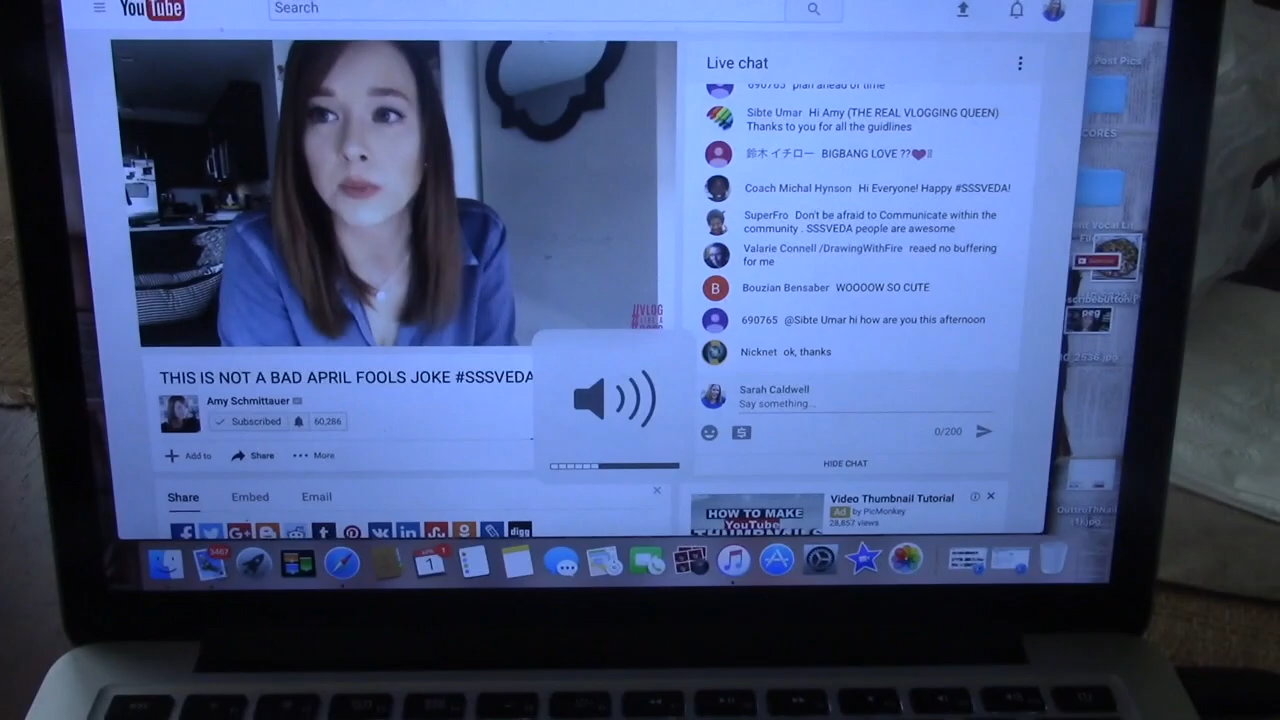 YouTube
Search
Live chat
690765 plan ahead of time
Sibte Umar Hi Amy (THE REAL VLOGGING QUEEN)
Thanks to you for all the guidlines
鈴木 イチロー BIGBANG LOVE ??❤
Coach Michal Hynson Hi Everyone! Happy #SSSVEDA!
SuperFro Don't be afraid to Communicate within the
community . SSSVEDA people are awesome
Valarie Connell /DrawingWithFire reaed no buffering
for me
Bouzian Bensaber WOOOOW SO CUTE
690765 @Sibte Umar hi how are you this afternoon
Nicknet ok, thanks
Sarah Caldwell
Say something...
0/200
HIDE CHAT
#VLOG
THIS IS NOT A BAD APRIL FOOLS JOKE #SSSVEDA
Amy Schmittauer
Subscribed 60,286
Add to Share More
Share Embed Email
digg
HOW TO MAKE
YouTube
THUMBNAILS
Video Thumbnail Tutorial
Ad by PicMonkey
28,857 views
3467
1
Post Pics